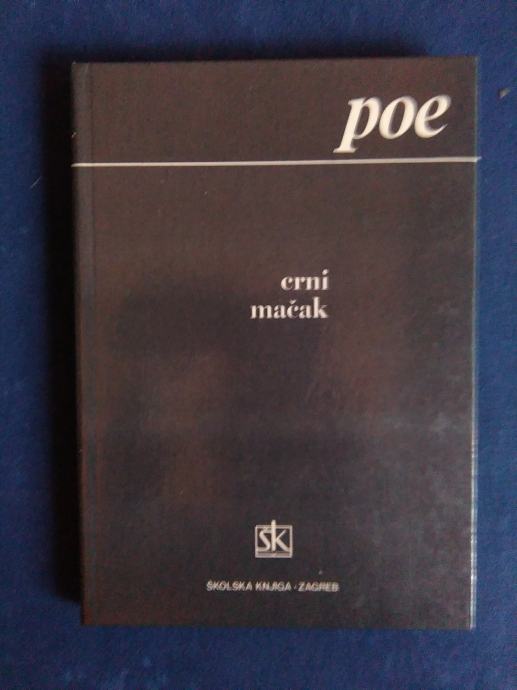 poe
crni
mačak
šk
ŠKOLSKA KNJIGA · ZAGREB